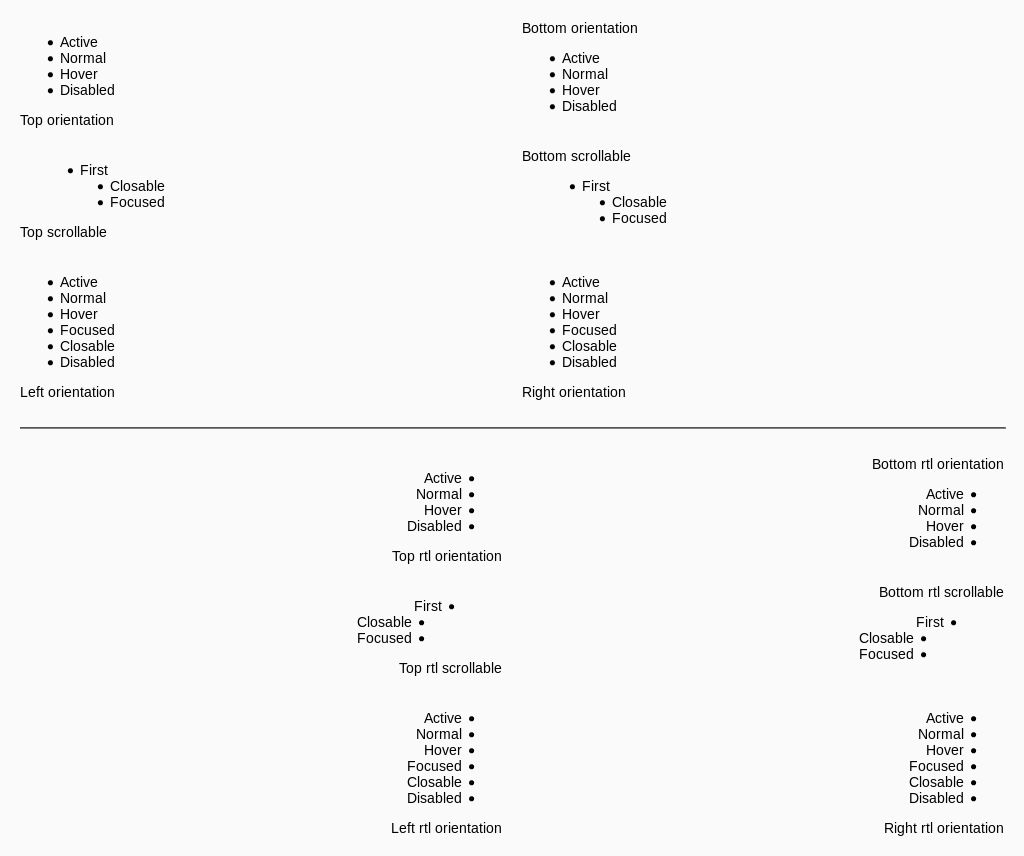 Active
Normal
Hover
Disabled
Top orientation
Bottom orientation
Active
Normal
Hover
Disabled
First
Closable
Focused
Top scrollable
Bottom scrollable
First
Closable
Focused
Active
Normal
Hover
Focused
Closable
Disabled
Left orientation
Active
Normal
Hover
Focused
Closable
Disabled
Right orientation
Active
Normal
Hover
Disabled
Top rtl orientation
Bottom rtl orientation
Active
Normal
Hover
Disabled
First
Closable
Focused
Top rtl scrollable
Bottom rtl scrollable
First
Closable
Focused
Active
Normal
Hover
Focused
Closable
Disabled
Left rtl orientation
Active
Normal
Hover
Focused
Closable
Disabled
Right rtl orientation